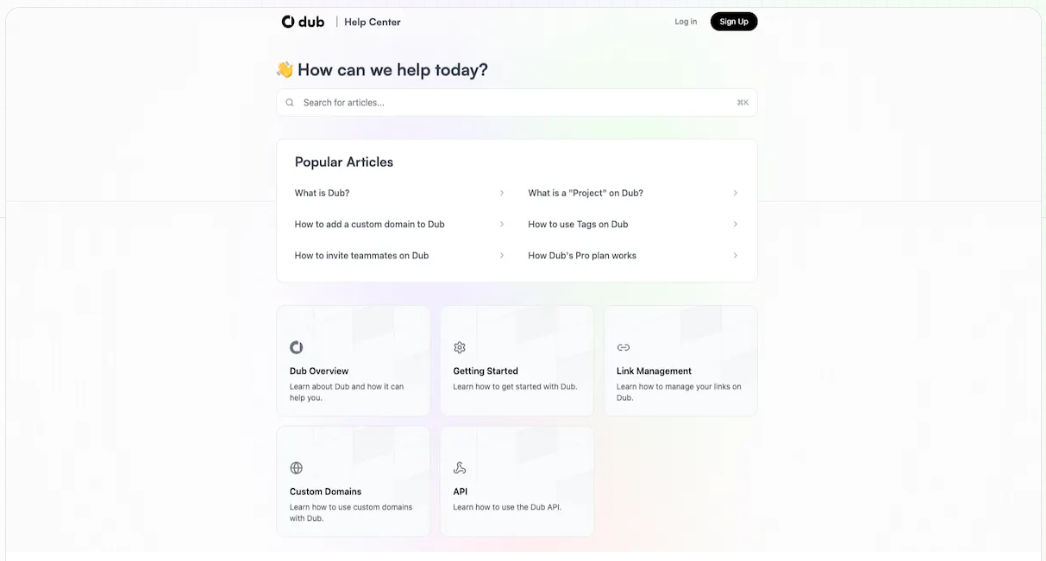 dub | Help Center
Log in
Sign Up
👋 How can we help today?
Search for articles...
⌘K
Popular Articles
What is Dub?
What is a "Project" on Dub?
How to add a custom domain to Dub
How to use Tags on Dub
How to invite teammates on Dub
How Dub's Pro plan works
Dub Overview
Learn about Dub and how it can
help you.
Getting Started
Learn how to get started with Dub.
Link Management
Learn how to manage your links on
Dub.
Custom Domains
Learn how to use custom domains
with Dub.
API
Learn how to use the Dub API.